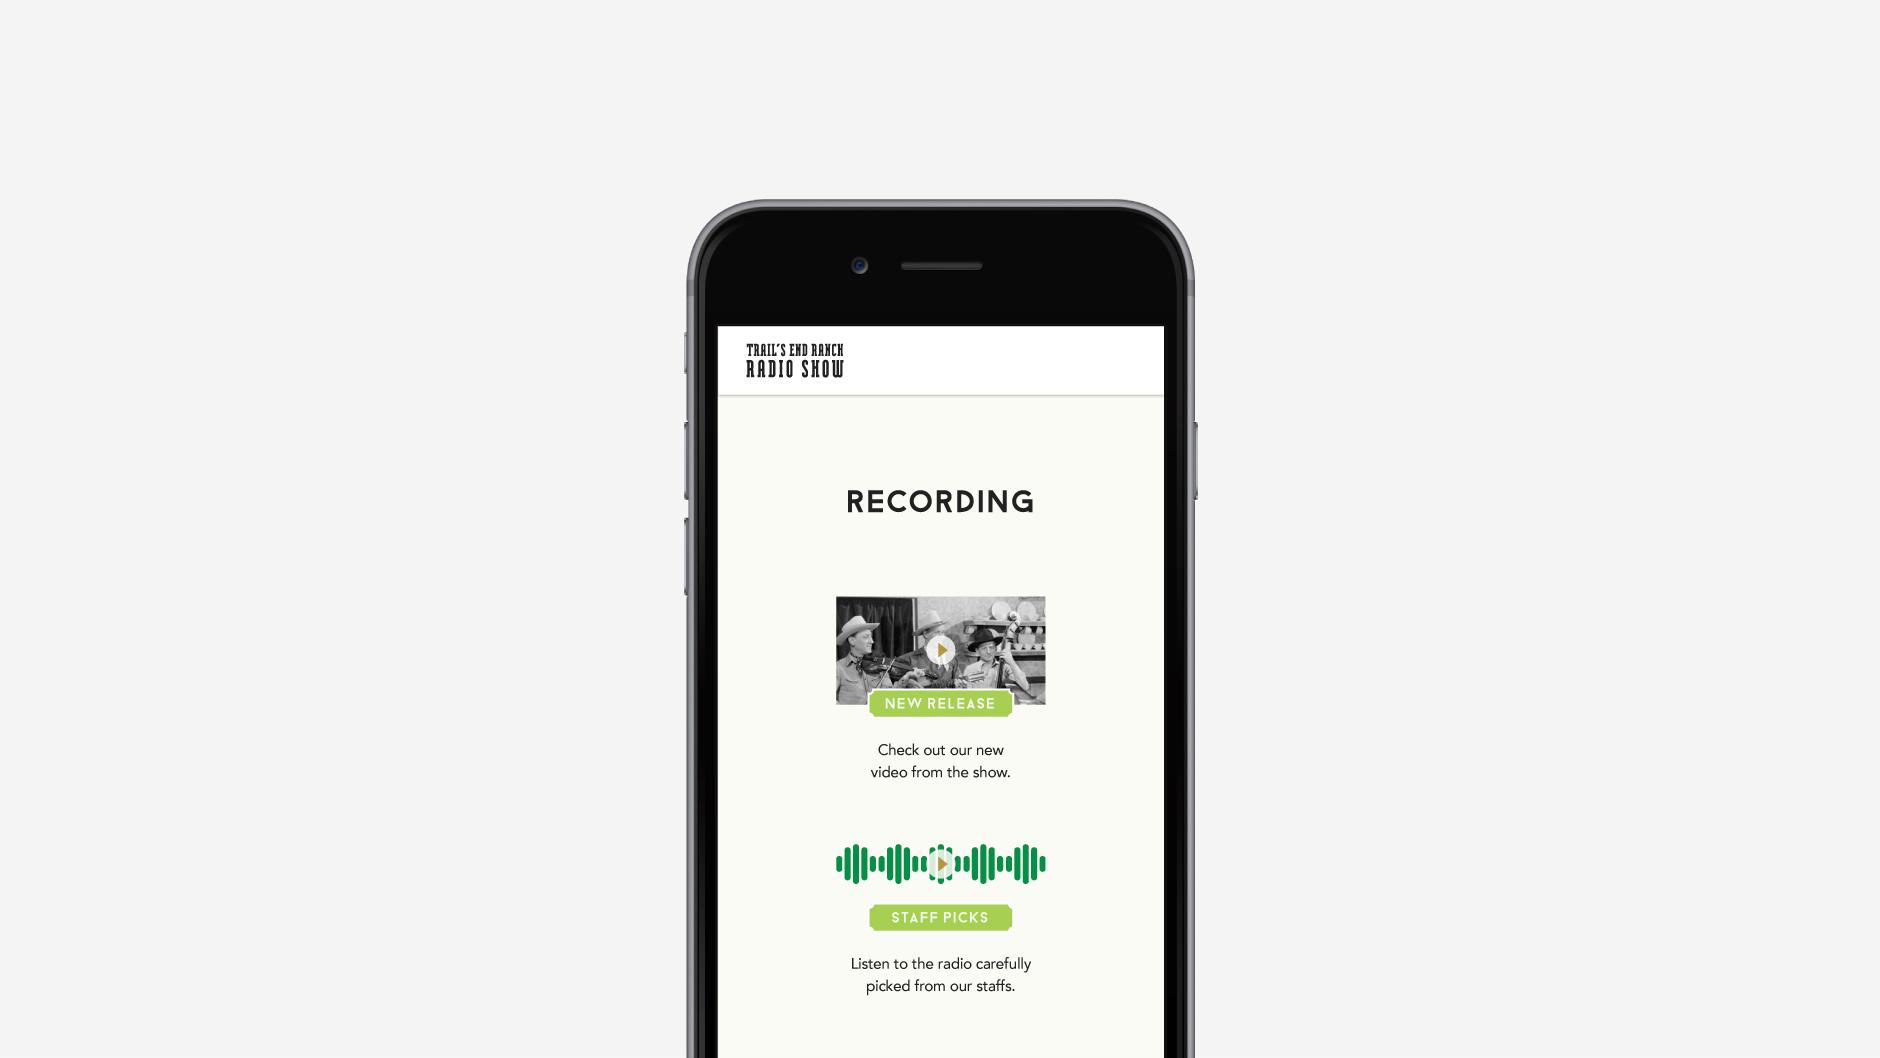 TRAIL'S END RANCH
RADIO SHOW
RECORDING
NEW RELEASE
Check out our new
video from the show.
STAFF PICKS
Listen to the radio carefully
picked from our staffs.